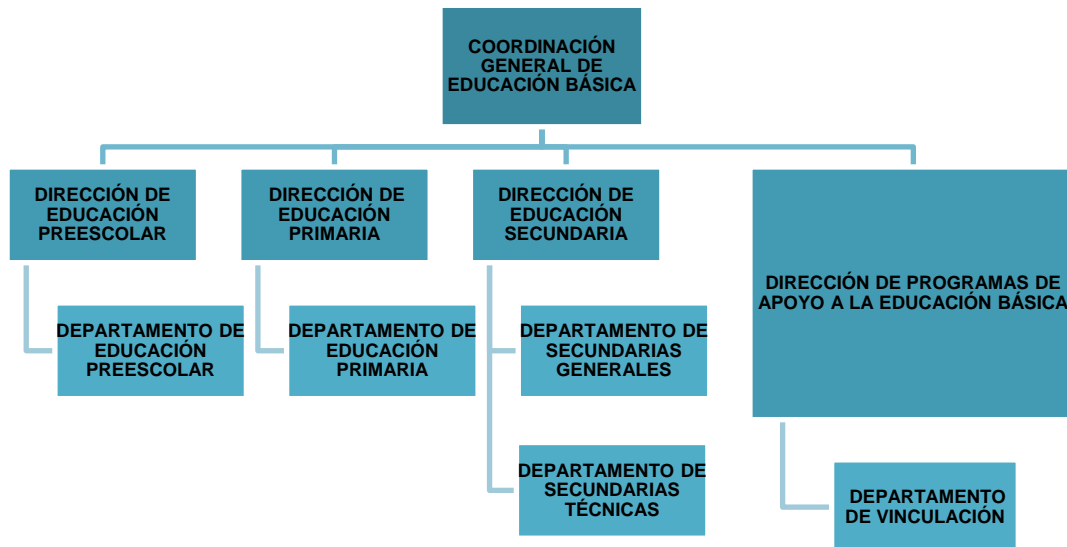 COORDINACIÓN
GENERAL DE
EDUCACIÓN BÁSICA
DIRECCIÓN DE
EDUCACIÓN
PREESCOLAR
DIRECCIÓN DE
EDUCACIÓN
PRIMARIA
DIRECCIÓN DE
EDUCACIÓN
SECUNDARIA
DIRECCIÓN DE PROGRAMAS DE
APOYO A LA EDUCACIÓN BÁSICA
DEPARTAMENTO DE
EDUCACIÓN
PREESCOLAR
DEPARTAMENTO DE
EDUCACIÓN
PRIMARIA
DEPARTAMENTO DE
SECUNDARIAS
GENERALES
DEPARTAMENTO DE
SECUNDARIAS
TÉCNICAS
DEPARTAMENTO
DE VINCULACIÓN